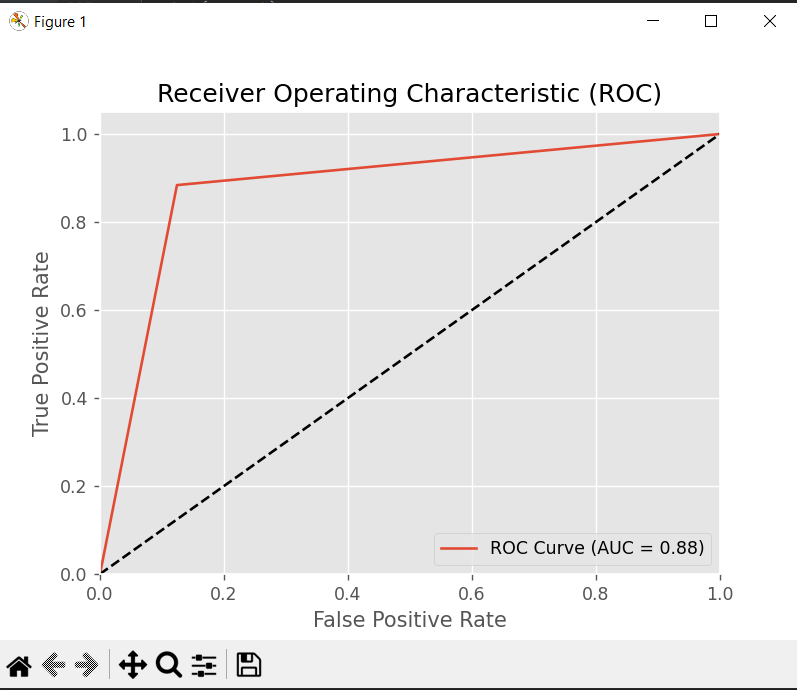 Figure 1
Receiver Operating Characteristic (ROC)
1.0
0.8
0.6
0.4
0.2
0.0
True Positive Rate
ROC Curve (AUC = 0.88)
0.0 0.2 0.4 0.6 0.8 1.0
False Positive Rate